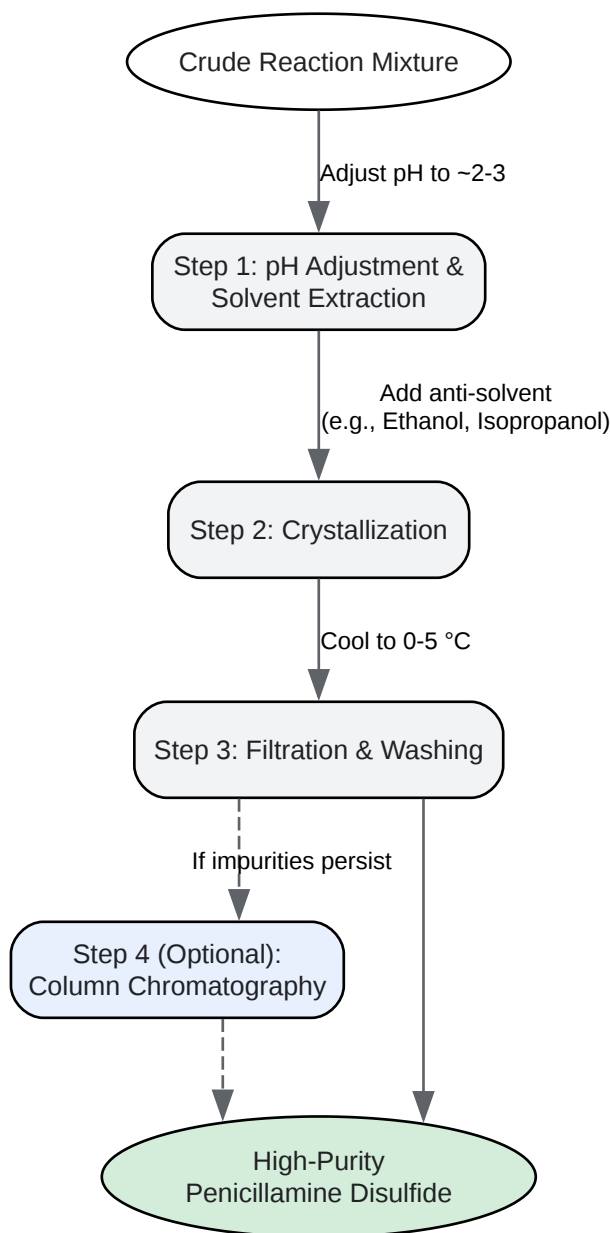 Crude Reaction Mixture
Adjust pH to ~2-3
Step 1: pH Adjustment &
Solvent Extraction
Add anti-solvent
(e.g., Ethanol, Isopropanol)
Step 2: Crystallization
Cool to 0-5 °C
Step 3: Filtration & Washing
If impurities persist
Step 4 (Optional):
Column Chromatography
High-Purity
Penicillamine Disulfide